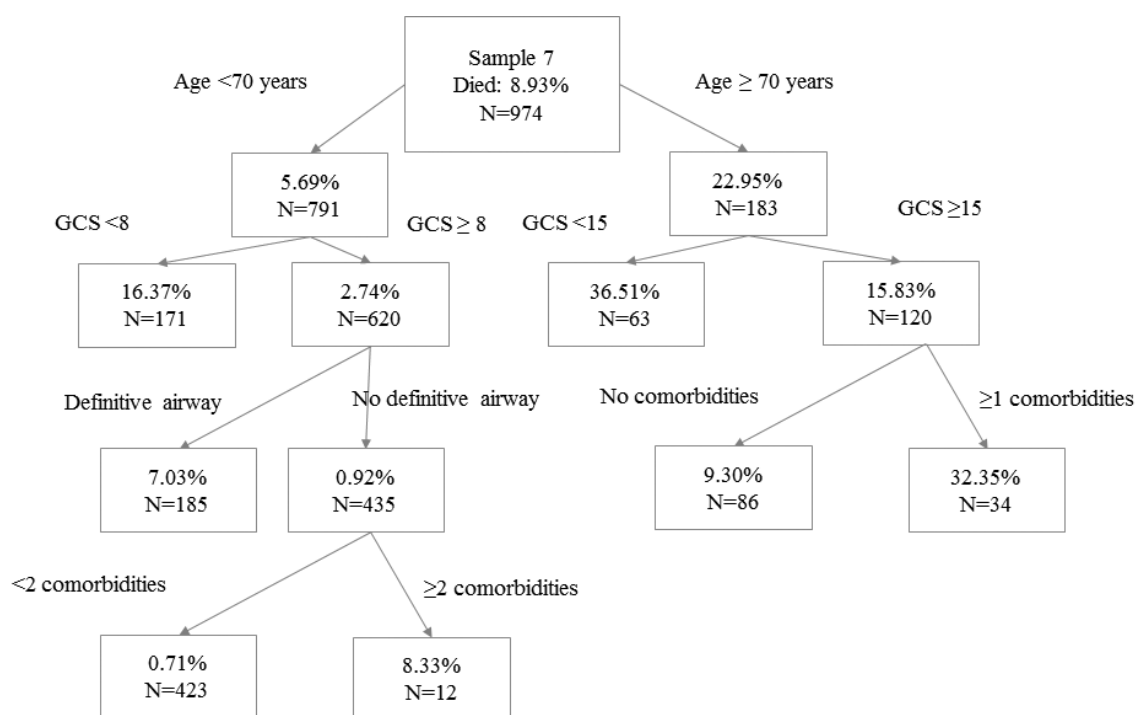 Sample 7
Died: 8.93%
N=974
Age <70 years
Age ≥ 70 years
5.69%
N=791
22.95%
N=183
GCS <8
GCS ≥ 8
GCS <15
GCS ≥15
16.37%
N=171
2.74%
N=620
36.51%
N=63
15.83%
N=120
Definitive airway
No definitive airway
No comorbidities
≥1 comorbidities
7.03%
N=185
0.92%
N=435
9.30%
N=86
32.35%
N=34
<2 comorbidities
≥2 comorbidities
0.71%
N=423
8.33%
N=12